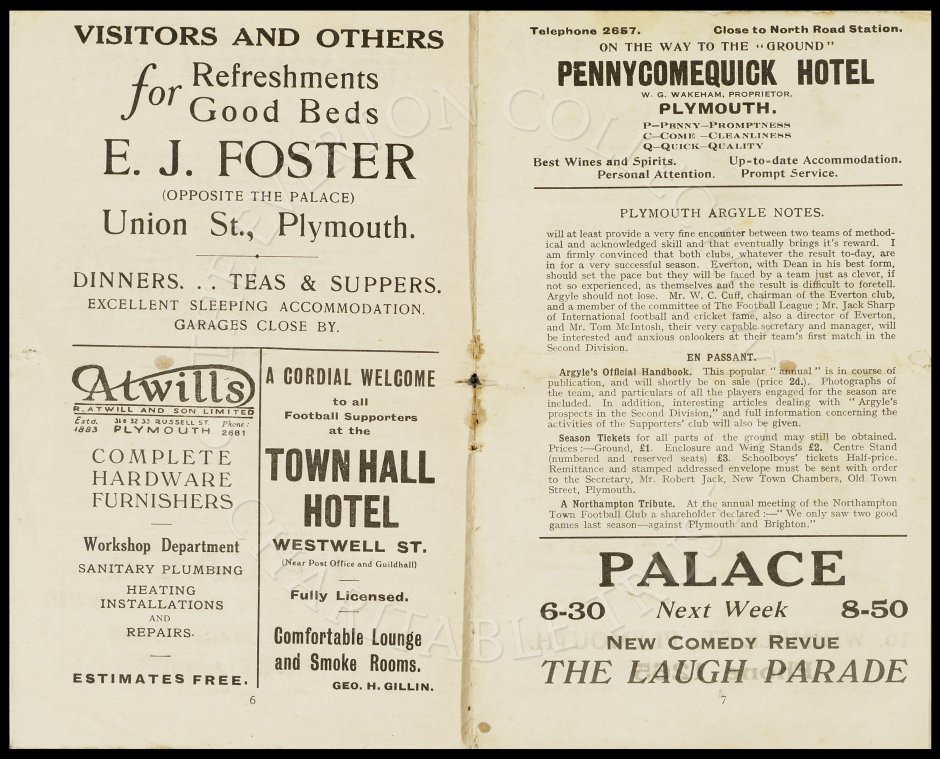 VISITORS AND OTHERS
for Refreshments
Good Beds
E. J. FOSTER
(OPPOSITE THE PALACE)
Union St., Plymouth.
DINNERS. . . TEAS & SUPPERS.
EXCELLENT SLEEPING ACCOMMODATION.
GARAGES CLOSE BY.
Atwills
R. ATWILL AND SON LIMITED
Estd. 1883 31 & 32 33 RUSSELL ST. PLYMOUTH Phone: 2681
COMPLETE
HARDWARE
FURNISHERS
Workshop Department
SANITARY PLUMBING
HEATING
INSTALLATIONS
AND
REPAIRS.
ESTIMATES FREE.
A CORDIAL WELCOME
to all
Football Supporters
at the
TOWN HALL
HOTEL
WESTWELL ST.
(Near Post Office and Guildhall)
Fully Licensed.
Comfortable Lounge
and Smoke Rooms.
GEO. H. GILLIN.
6
Telephone 2657. Close to North Road Station.
ON THE WAY TO THE "GROUND"
PENNYCOMEQUICK HOTEL
W. G. WAKEHAM, PROPRIETOR.
PLYMOUTH.
P—PENNY—PROMPTNESS
C—COME—CLEANLINESS
Q—QUICK—QUALITY
Best Wines and Spirits. Up-to-date Accommodation.
Personal Attention. Prompt Service.
PLYMOUTH ARGYLE NOTES.
will at least provide a very fine encounter between two teams of method-
ical and acknowledged skill and that eventually brings it's reward. I
am firmly convinced that both clubs, whatever the result to-day, are
in for a very successful season. Everton, with Dean in his best form,
should set the pace but they will be faced by a team just as clever, if
not so experienced, as themselves and the result is difficult to foretell.
Argyle should not lose. Mr. W. C. Cuff, chairman of the Everton club,
and a member of the committee of The Football League; Mr. Jack Sharp
of International football and cricket fame, also a director of Everton,
and Mr. Tom McIntosh, their very capable secretary and manager, will
be interested and anxious onlookers at their team's first match in the
Second Division.
EN PASSANT.
Argyle's Official Handbook. This popular "annual" is in course of
publication, and will shortly be on sale (price 2d.). Photographs of
the team, and particulars of all the players engaged for the season are
included. In addition, interesting articles dealing with "Argyle's
prospects in the Second Division," and full information concerning the
activities of the Supporters' club will also be given.
Season Tickets for all parts of the ground may still be obtained.
Prices:—Ground, £1. Enclosure and Wing Stands £2. Centre Stand
(numbered and reserved seats) £3. Schoolboys' tickets Half-price.
Remittance and stamped addressed envelope must be sent with order
to the Secretary, Mr. Robert Jack, New Town Chambers, Old Town
Street, Plymouth.
A Northampton Tribute. At the annual meeting of the Northampton
Town Football Club a shareholder declared:—"We only saw two good
games last season—against Plymouth and Brighton."
PALACE
6-30 Next Week 8-50
NEW COMEDY REVUE
THE LAUGH PARADE
7